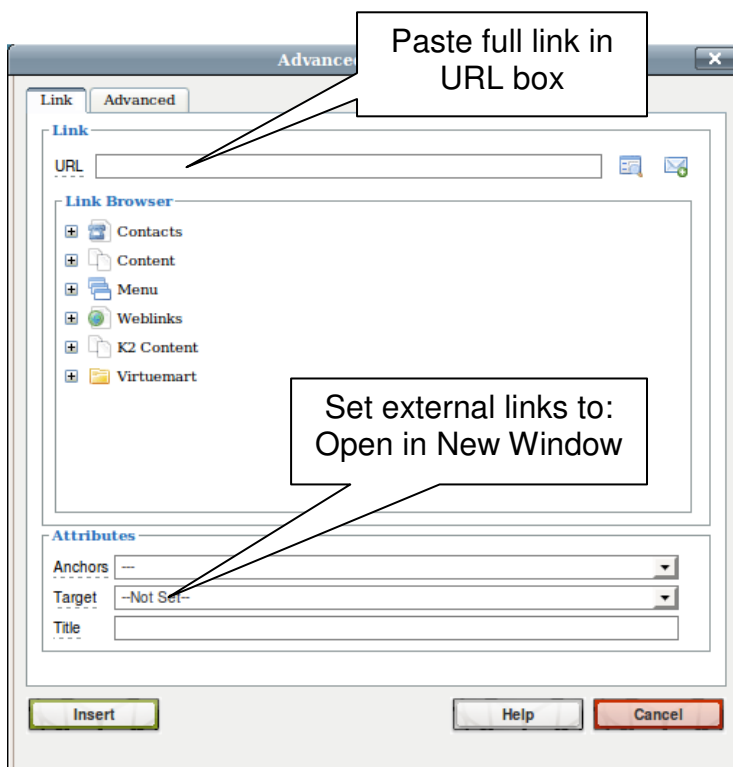 Paste full link in
URL box
Advance
Link Advanced
Link
URL
Link Browser
Contacts
Content
Menu
Weblinks
K2 Content
Virtuemart
Set external links to:
Open in New Window
Attributes
Anchors ---
Target --Not Set--
Title
Insert Help Cancel